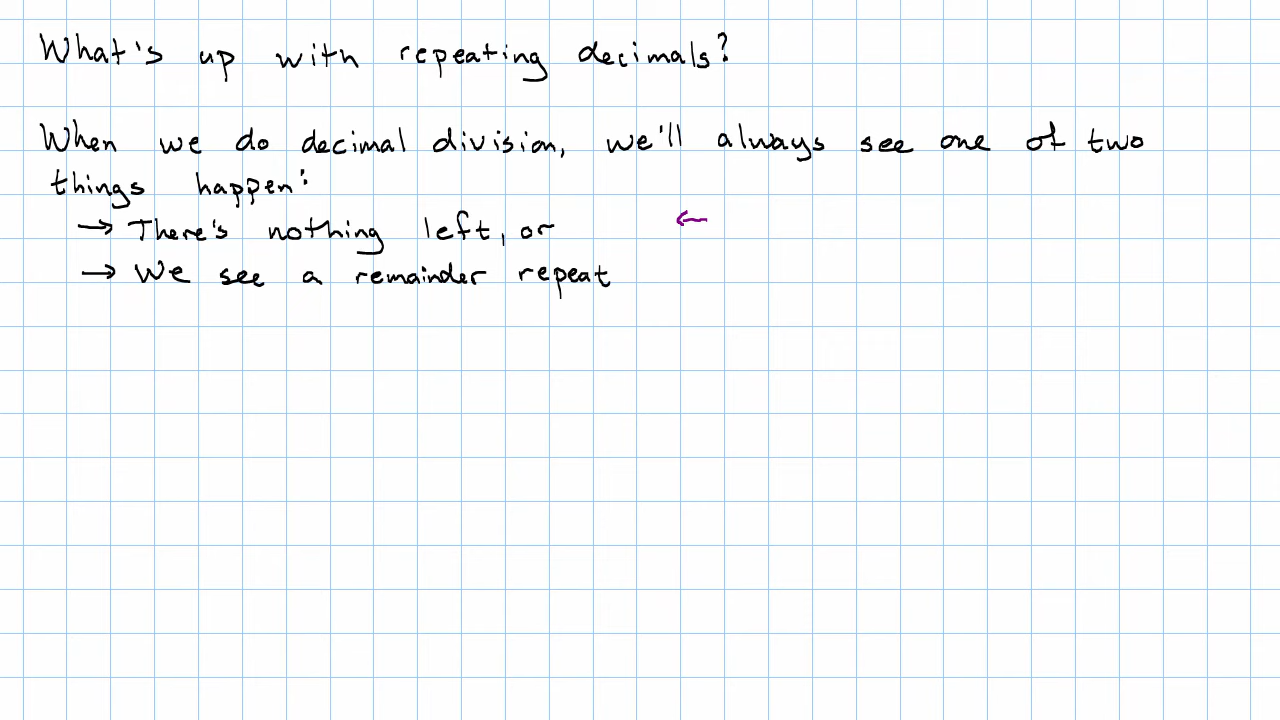 What's up with repeating decimals?
When we do decimal division, we'll always see one of two
things happen:
→ There's nothing left, or ←
→ We see a remainder repeat